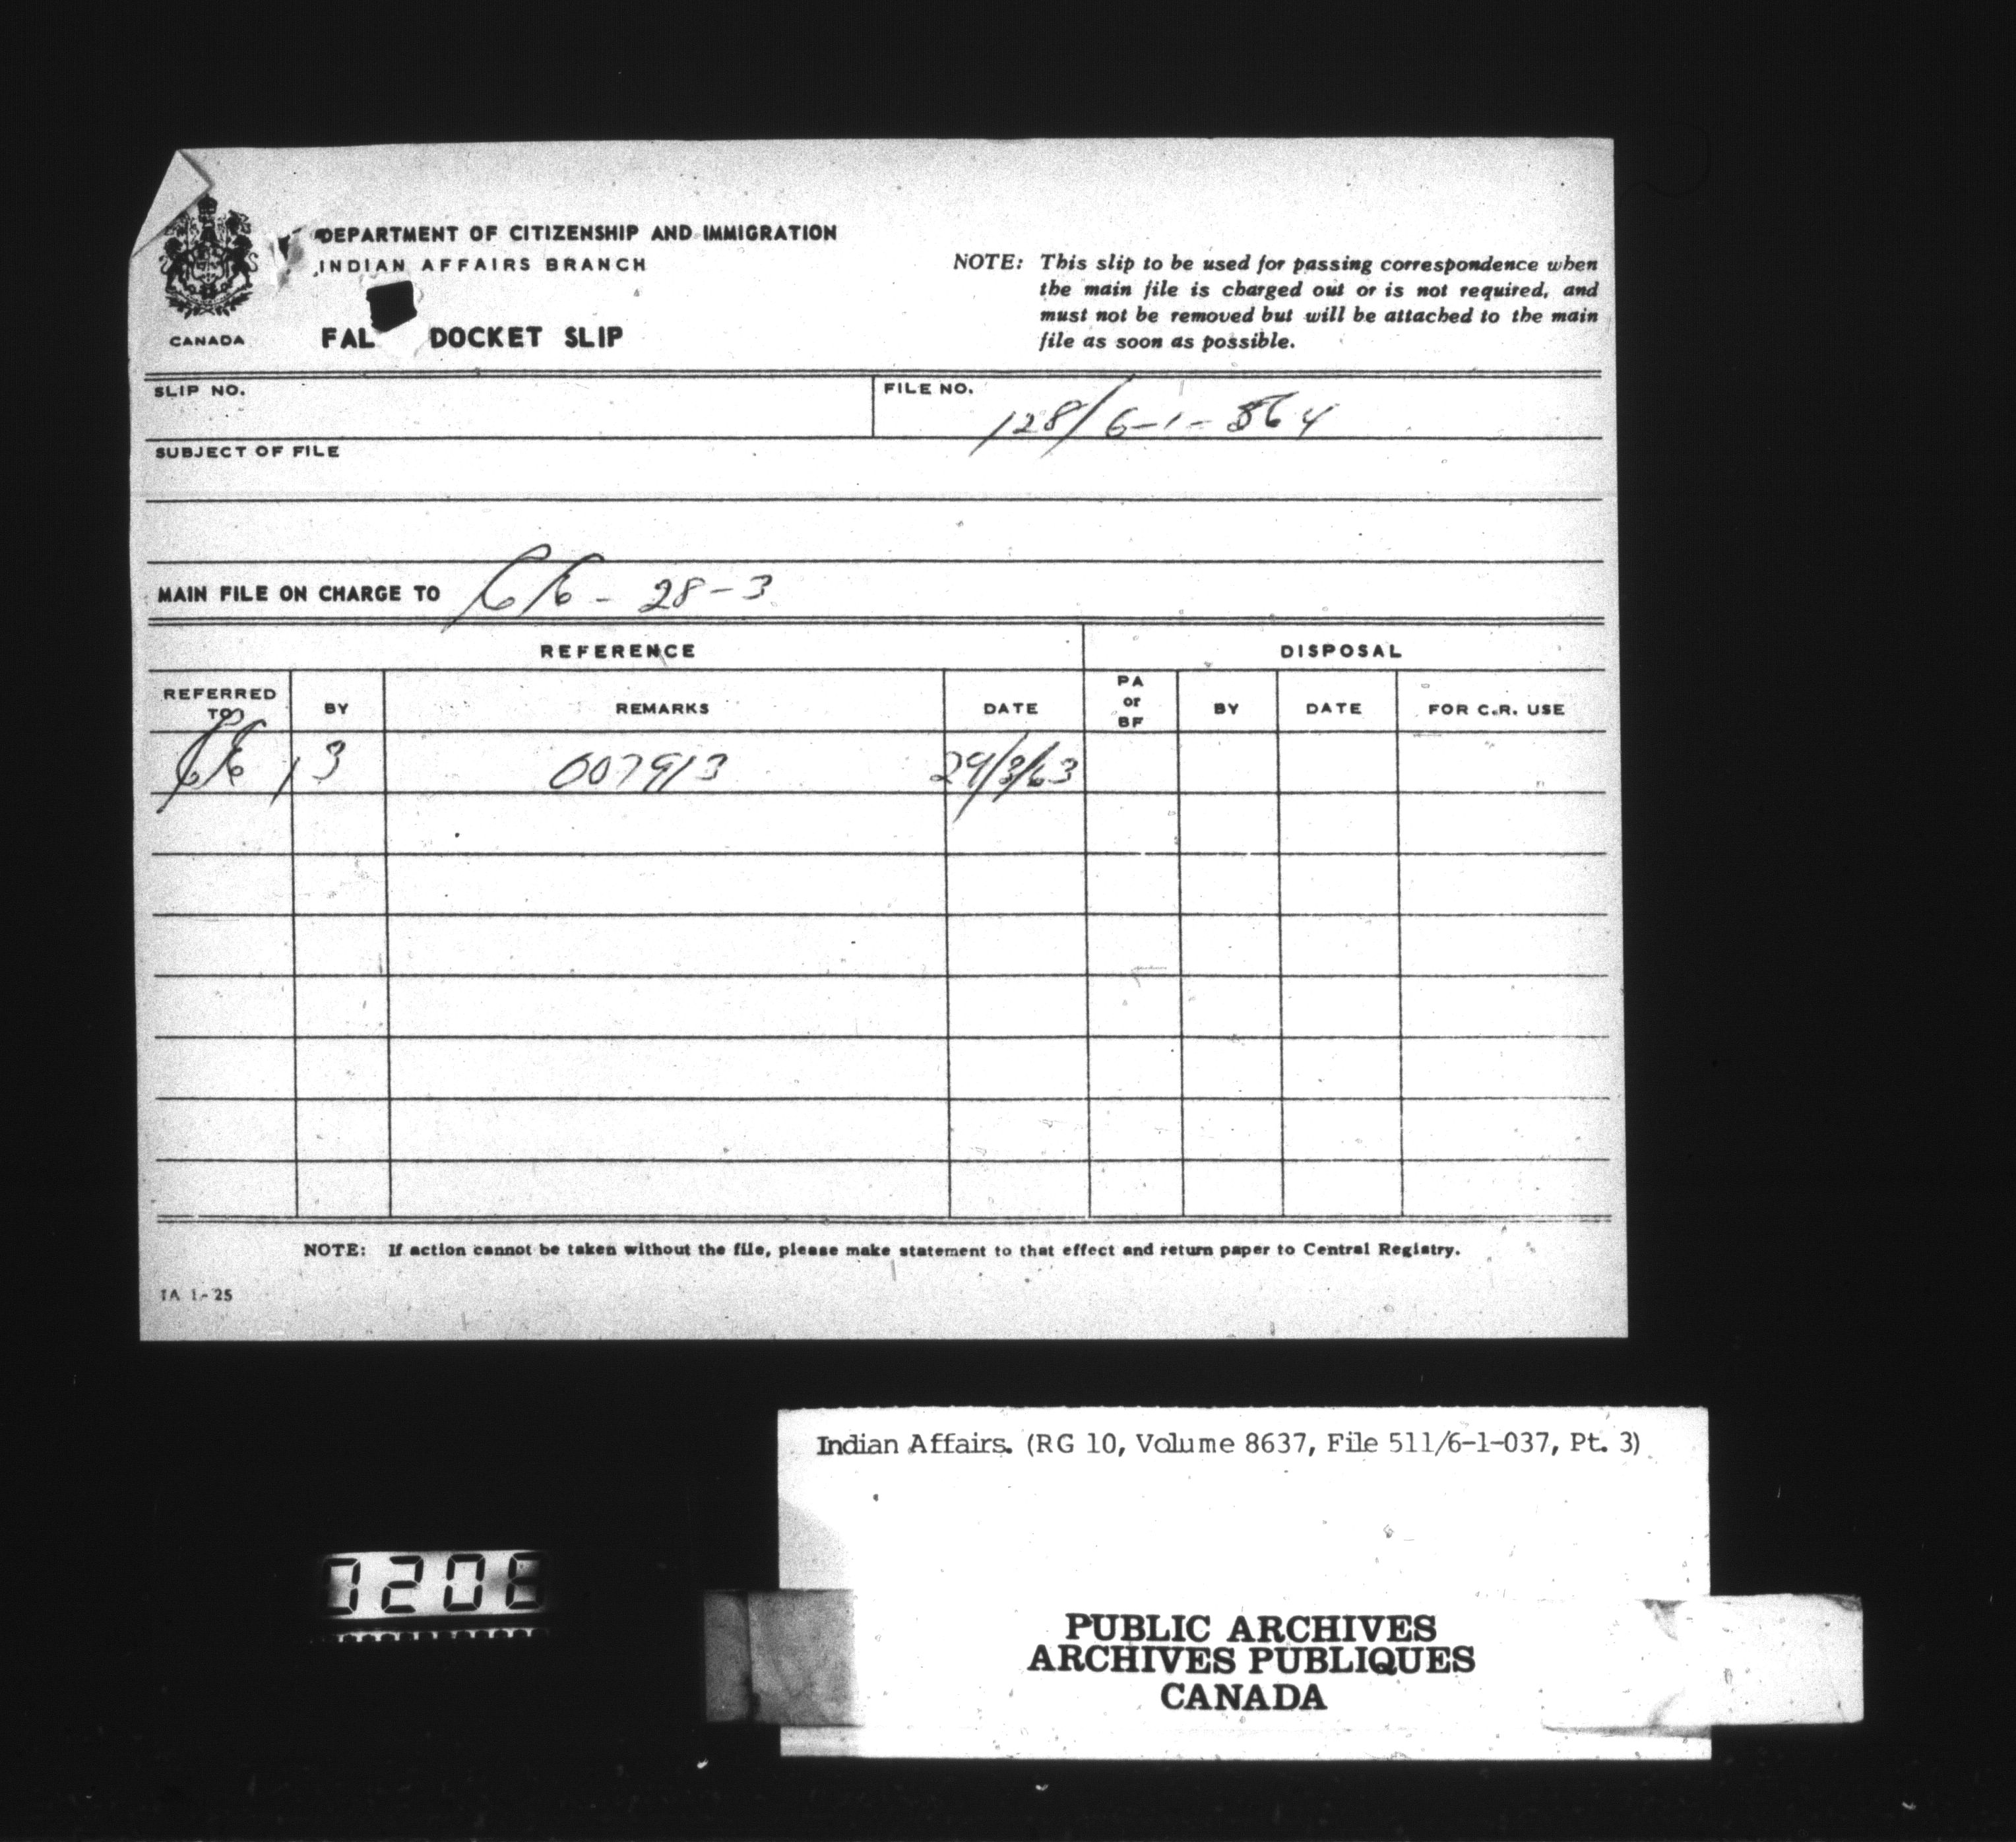 DEPARTMENT OF CITIZENSHIP AND IMMIGRATION
INDIAN AFFAIRS BRANCH
CANADA
FAL DOCKET SLIP
NOTE: This slip to be used for passing correspondence when
the main file is charged out or is not required, and
must not be removed but will be attached to the main
file as soon as possible.
SLIP NO.
FILE NO. 128/6-1-564
SUBJECT OF FILE
MAIN FILE ON CHARGE TO 28-3
REFERENCE DISPOSAL
REFERRED TO BY REMARKS DATE PA or BF BY DATE FOR C.R. USE
3 007913 29/3/63
NOTE: If action cannot be taken without the file, please make statement to that effect and return paper to Central Registry.
IA 1-25
Indian Affairs. (RG 10, Volume 8637, File 511/6-1-037, Pt. 3)
PUBLIC ARCHIVES
ARCHIVES PUBLIQUES
CANADA